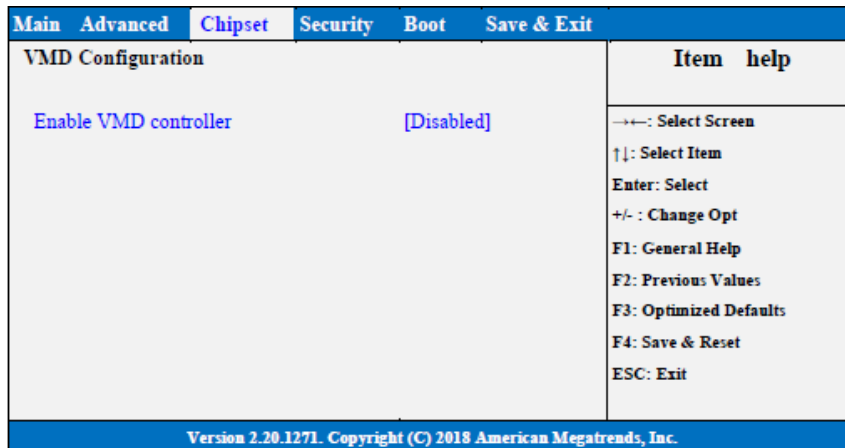 Main Advanced Chipset Security Boot Save & Exit
VMD Configuration
Enable VMD controller [Disabled]
Item help
→←: Select Screen
↑↓: Select Item
Enter: Select
+/- : Change Opt
F1: General Help
F2: Previous Values
F3: Optimized Defaults
F4: Save & Reset
ESC: Exit
Version 2.20.1271. Copyright (C) 2018 American Megatrends, Inc.